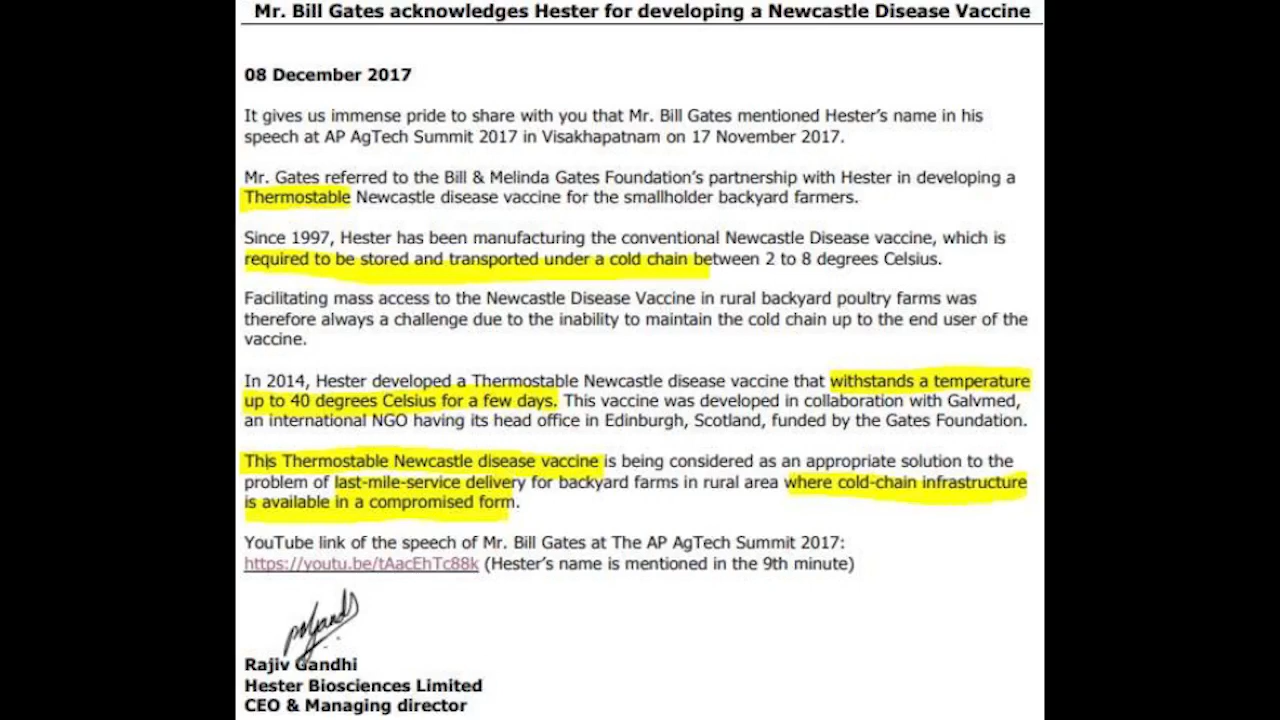 Mr. Bill Gates acknowledges Hester for developing a Newcastle Disease Vaccine
08 December 2017
It gives us immense pride to share with you that Mr. Bill Gates mentioned Hester's name in his
speech at AP AgTech Summit 2017 in Visakhapatnam on 17 November 2017.
Mr. Gates referred to the Bill & Melinda Gates Foundation's partnership with Hester in developing a
Thermostable Newcastle disease vaccine for the smallholder backyard farmers.
Since 1997, Hester has been manufacturing the conventional Newcastle Disease vaccine, which is
required to be stored and transported under a cold chain between 2 to 8 degrees Celsius.
Facilitating mass access to the Newcastle Disease Vaccine in rural backyard poultry farms was
therefore always a challenge due to the inability to maintain the cold chain up to the end user of the
vaccine.
In 2014, Hester developed a Thermostable Newcastle disease vaccine that withstands a temperature
up to 40 degrees Celsius for a few days. This vaccine was developed in collaboration with Galvmed,
an international NGO having its head office in Edinburgh, Scotland, funded by the Gates Foundation.
This Thermostable Newcastle disease vaccine is being considered as an appropriate solution to the
problem of last-mile-service delivery for backyard farms in rural area where cold-chain infrastructure
is available in a compromised form.
YouTube link of the speech of Mr. Bill Gates at The AP AgTech Summit 2017:
https://youtu.be/tAacEhTc88k (Hester's name is mentioned in the 9th minute)
Rajiv Gandhi
Hester Biosciences Limited
CEO & Managing director